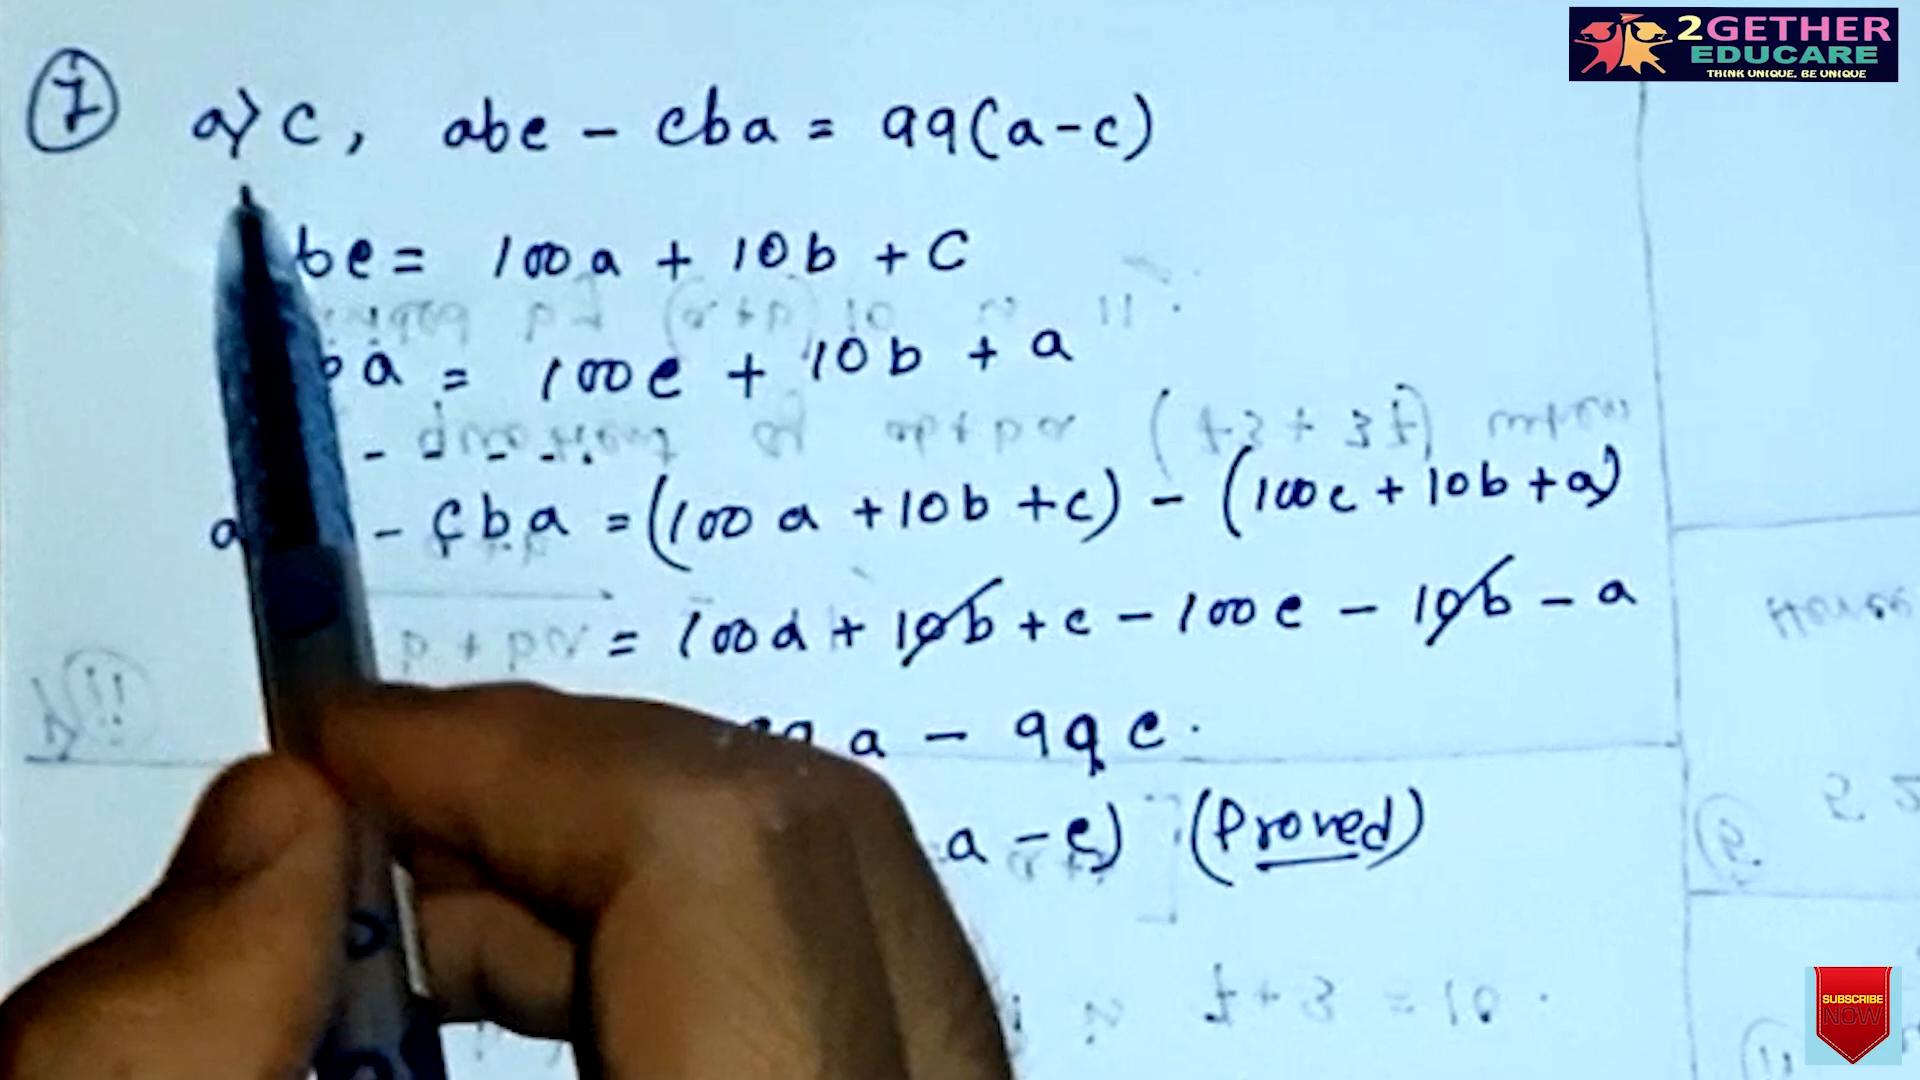 2GETHER
EDUCARE
THINK UNIQUE. BE UNIQUE
7 a>c, abc - cba = 99(a-c)
bc = 100a + 10b + c
ba = 100c + 10b + a
a - cba = (100a + 10b + c) - (100c + 10b + a)
= 100a + 10b + c - 100c - 10b - a
a - 99c.
a - c) (Proved)
SUBSCRIBE
NOW